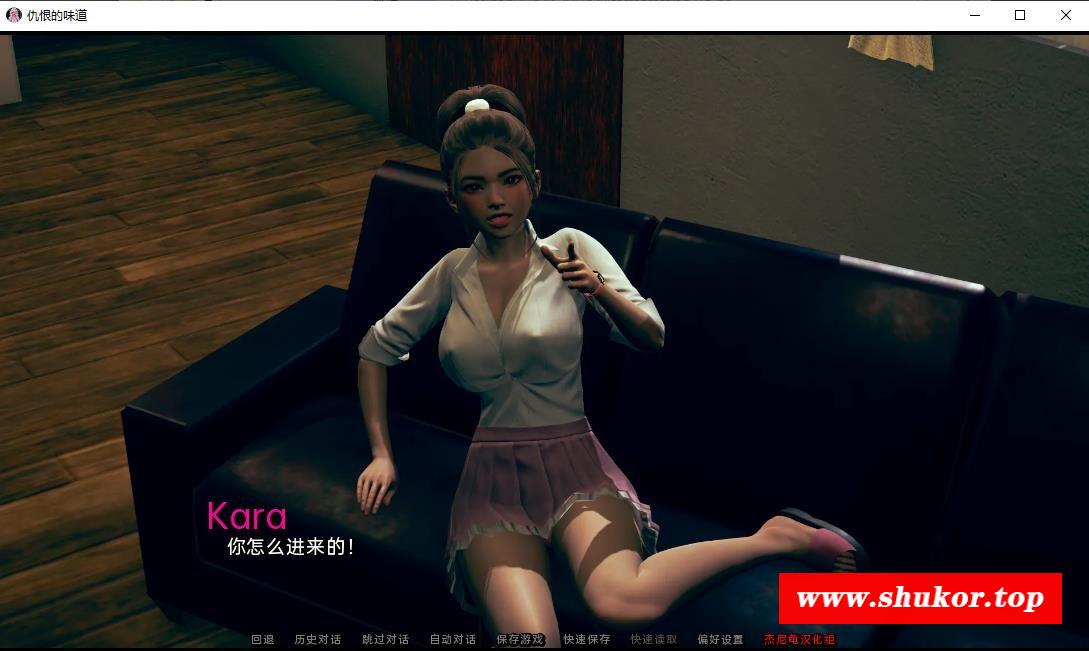 仇恨的味道
Kara
你怎么进来的！
www.shukor.top
回退 历史对话 跳过对话 自动对话 保存游戏 快速保存 快速读取 偏好设置 杰尼龟汉化组